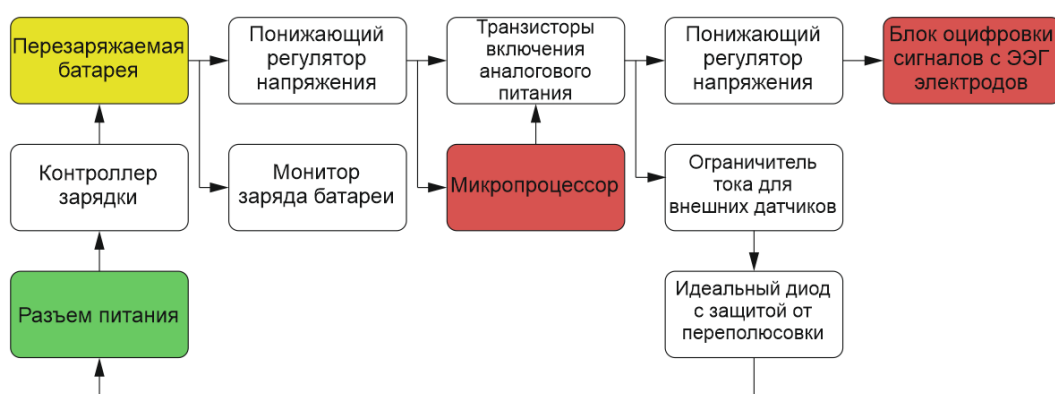 Перезаряжаемая
батарея
Понижающий
регулятор
напряжения
Транзисторы
включения
аналогового
питания
Понижающий
регулятор
напряжения
Блок оцифровки
сигналов с ЭЭГ
электродов
Контроллер
зарядки
Монитор
заряда батареи
Микропроцессор
Ограничитель
тока для
внешних датчиков
Разъем питания
Идеальный диод
с защитой от
переполюсовки